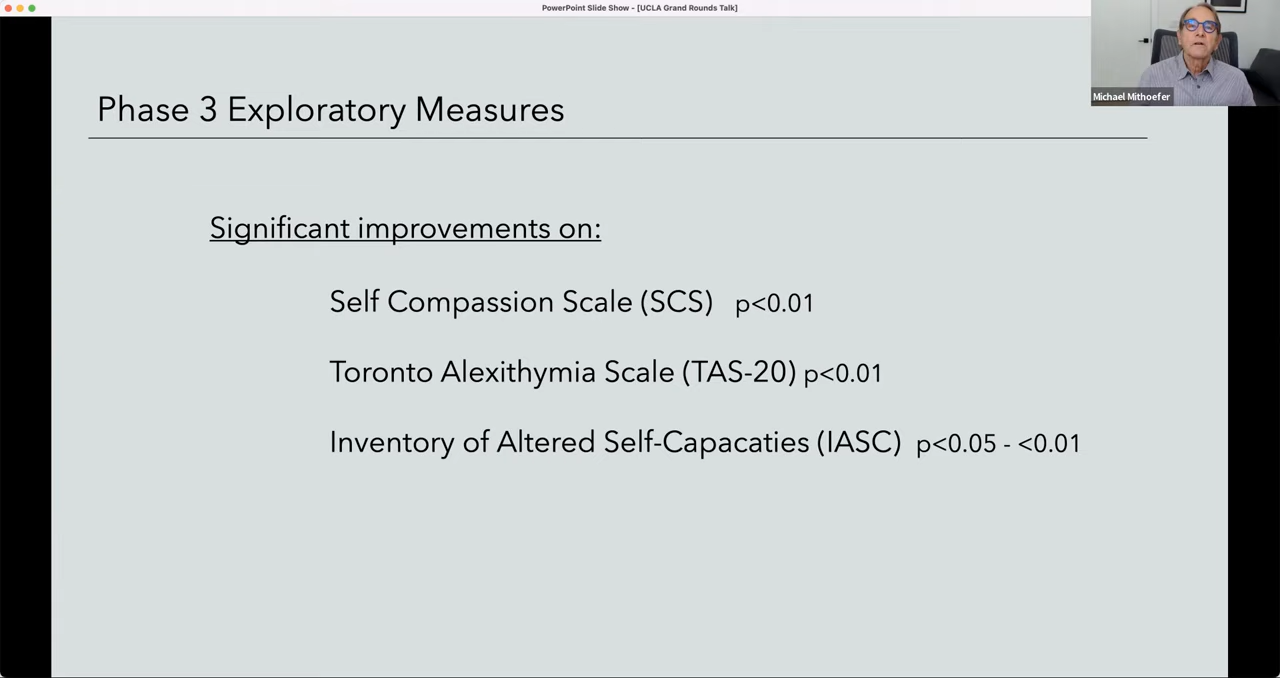 PowerPoint Slide Show - [UCLA Grand Rounds Talk]
Michael Mithoefer
Phase 3 Exploratory Measures
Significant improvements on:
Self Compassion Scale (SCS) p<0.01
Toronto Alexithymia Scale (TAS-20) p<0.01
Inventory of Altered Self-Capacaties (IASC) p<0.05 - <0.01